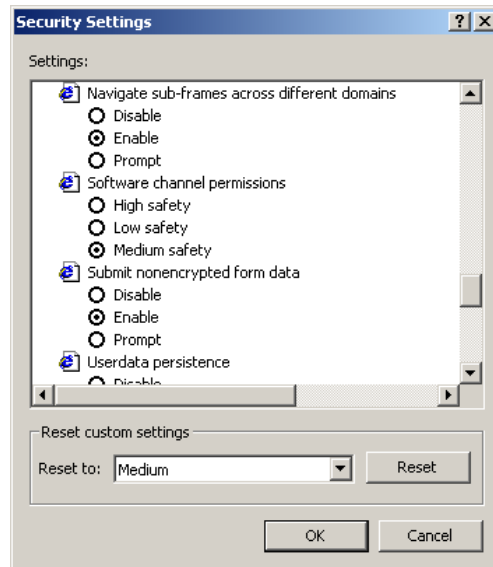 Security Settings
Settings:
Navigate sub-frames across different domains
Disable
Enable
Prompt
Software channel permissions
High safety
Low safety
Medium safety
Submit nonencrypted form data
Disable
Enable
Prompt
Userdata persistence
Disable
Reset custom settings
Reset to: Medium Reset
OK Cancel